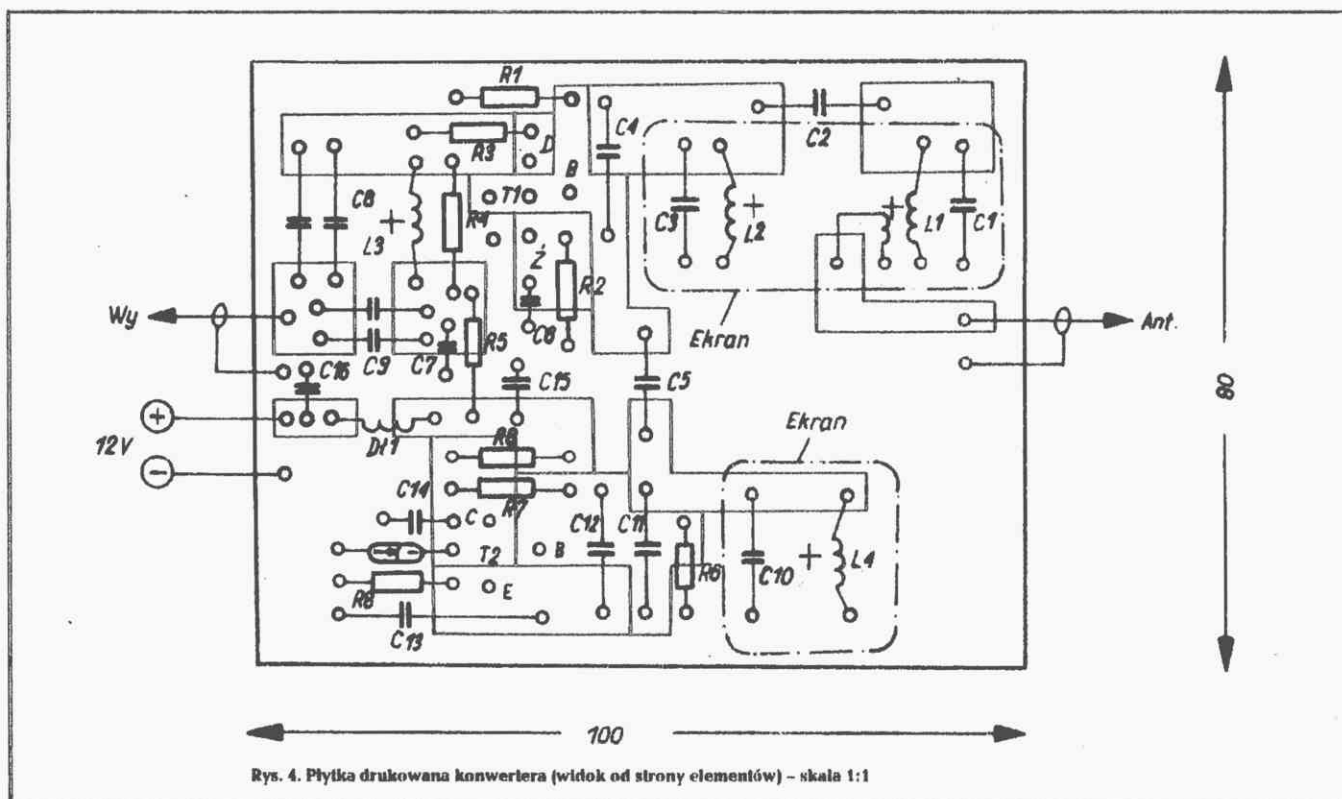 R1
R3
D
C4
C2
B
T1
C8
L3
R4
C3
L2
L1
C1
Ż
R2
C6
Wy
C9
C7
R5
Ekran
Ant.
C16
C15
C5
80
12V
+
−
Dł1
Ekran
R8
C14
R7
C
C12
C11
T2
B
R6
C10
L4
R8
E
C13
100
Rys. 4. Płytka drukowana konwertera (widok od strony elementów) – skala 1:1